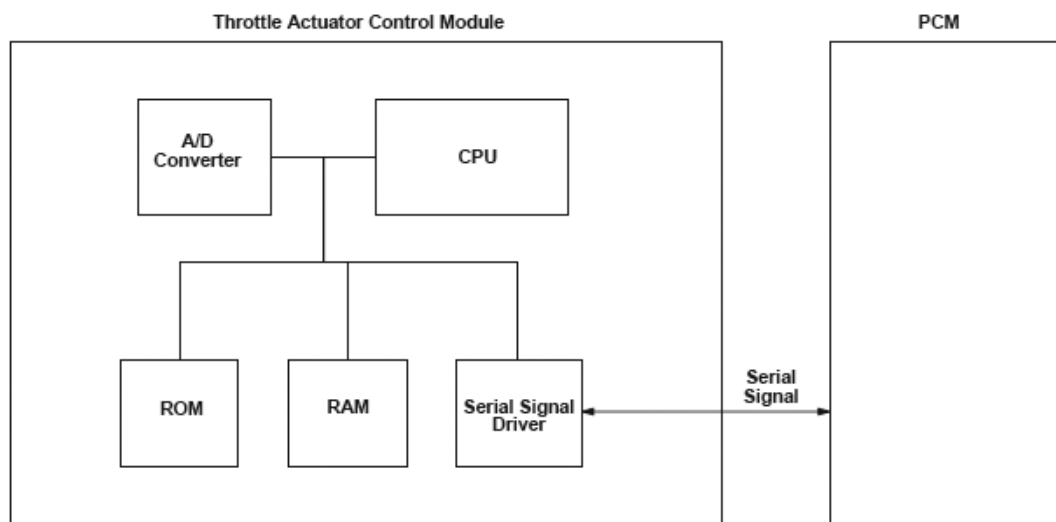 Throttle Actuator Control Module
PCM
A/D
Converter
CPU
ROM
RAM
Serial Signal
Driver
Serial
Signal